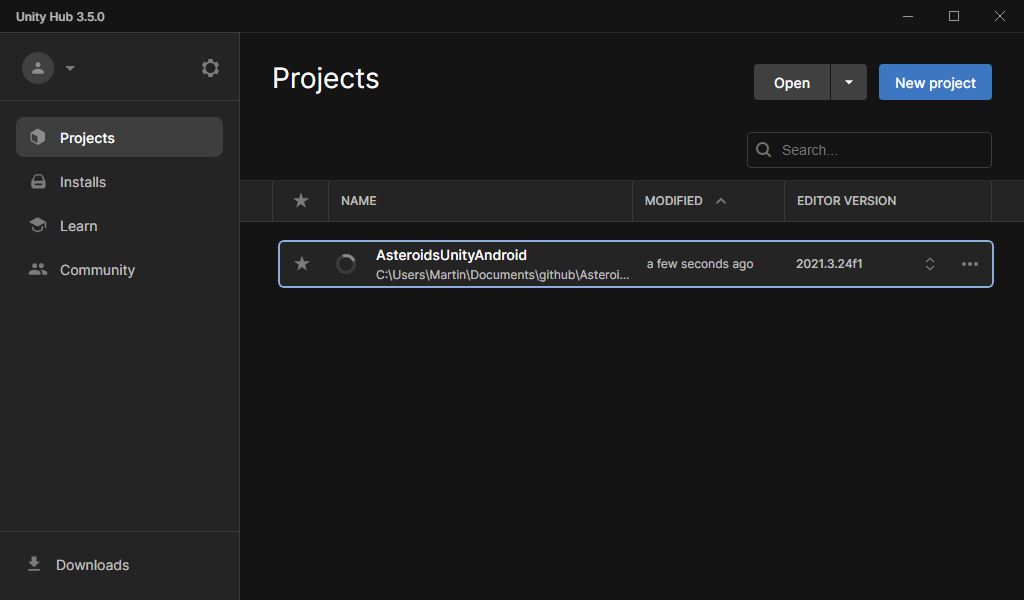 Unity Hub 3.5.0
Projects
Installs
Learn
Community
Downloads
Projects
Open
New project
Search...
NAME
MODIFIED
EDITOR VERSION
AsteroidsUnityAndroid
C:\Users\Martin\Documents\github\Asteroi...
a few seconds ago
2021.3.24f1